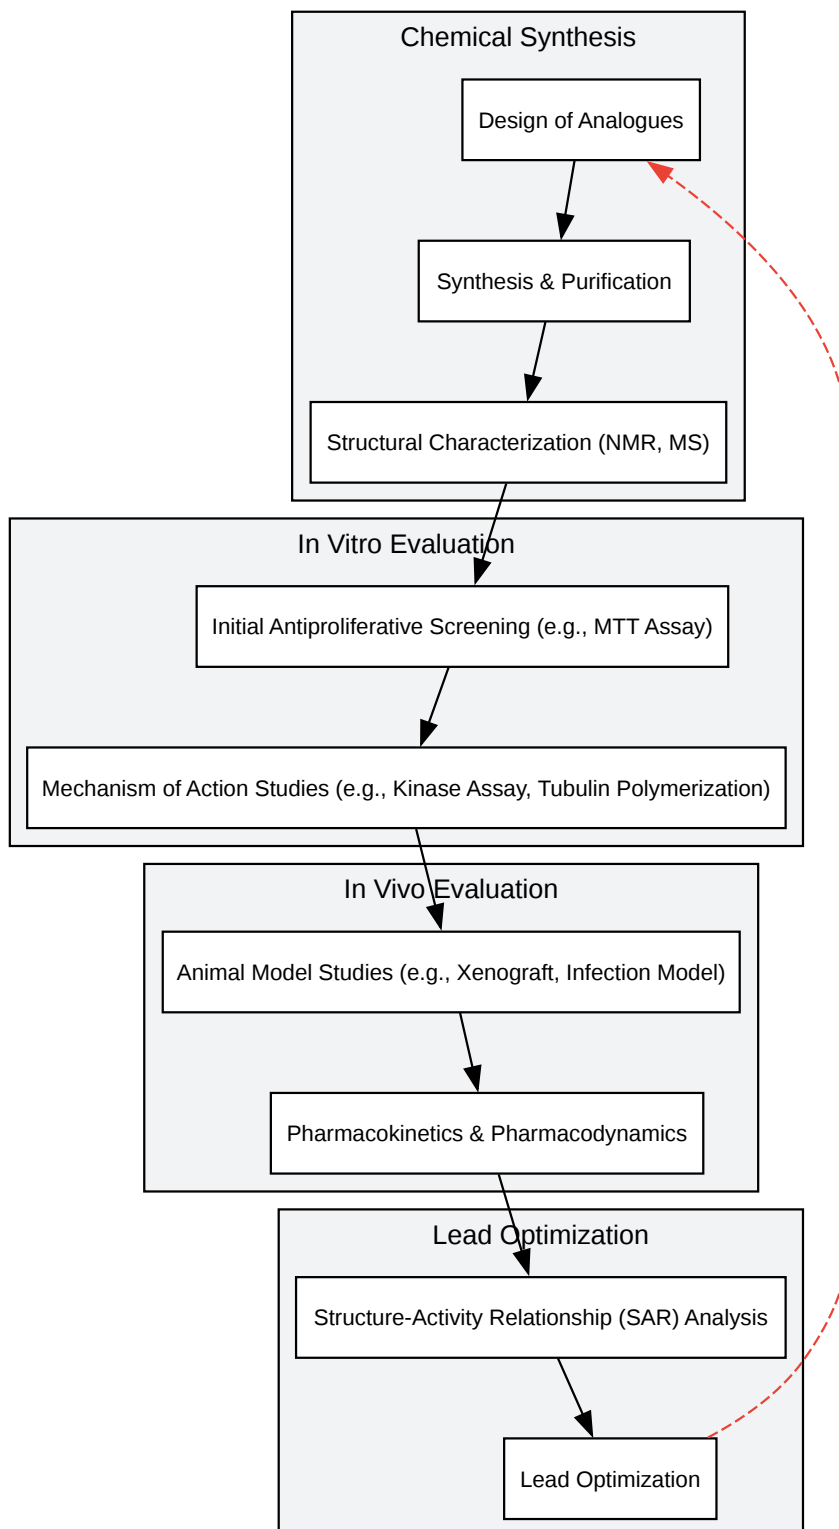 Chemical Synthesis
Design of Analogues
Synthesis & Purification
Structural Characterization (NMR, MS)
In Vitro Evaluation
Initial Antiproliferative Screening (e.g., MTT Assay)
Mechanism of Action Studies (e.g., Kinase Assay, Tubulin Polymerization)
In Vivo Evaluation
Animal Model Studies (e.g., Xenograft, Infection Model)
Pharmacokinetics & Pharmacodynamics
Lead Optimization
Structure-Activity Relationship (SAR) Analysis
Lead Optimization